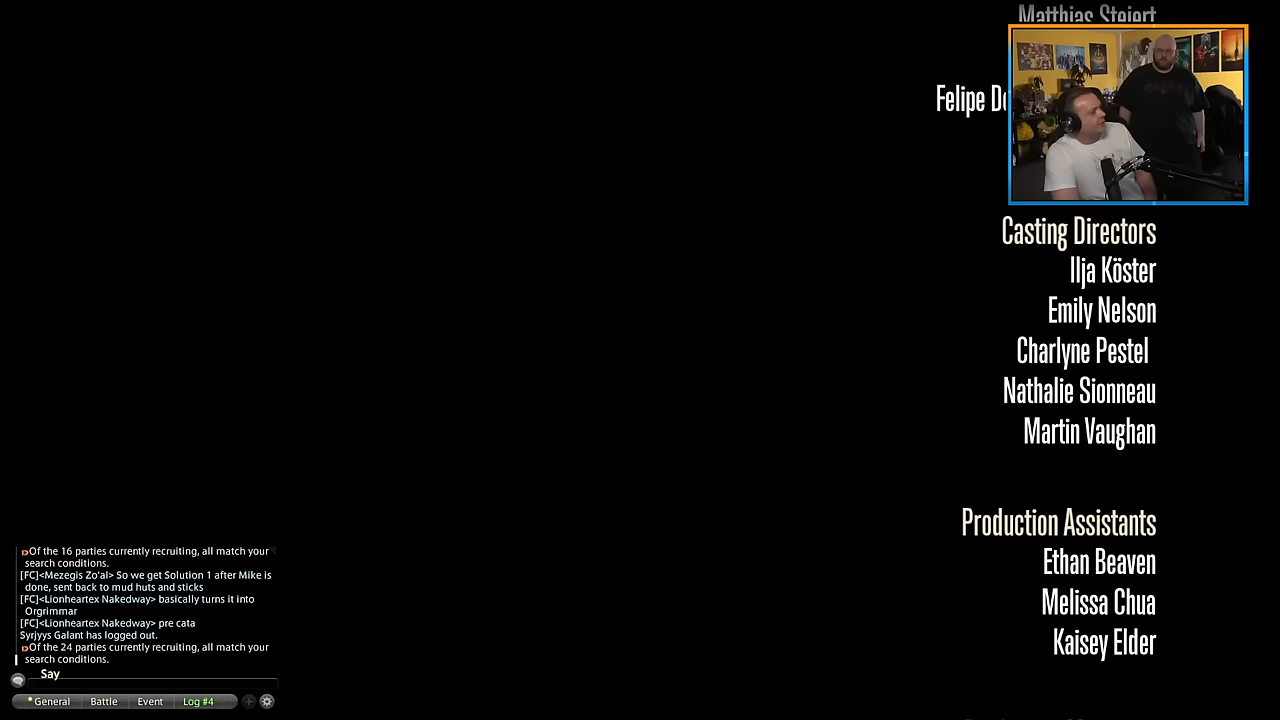 Matthias Steiert
Felipe
Casting Directors
Ilja Köster
Emily Nelson
Charlyne Pestel
Nathalie Sionneau
Martin Vaughan
Production Assistants
Ethan Beaven
Melissa Chua
Kaisey Elder
Of the 16 parties currently recruiting, all match your
search conditions.
[FC]<Mezegis Zo'al> So we get Solution 1 after Mike is
done, sent back to mud huts and sticks
[FC]<Lionheartex Nakedway> basically turns it into
Orgrimmar
[FC]<Lionheartex Nakedway> pre cata
Syrjyys Galant has logged out.
Of the 24 parties currently recruiting, all match your
search conditions.
Say
General Battle Event Log #4